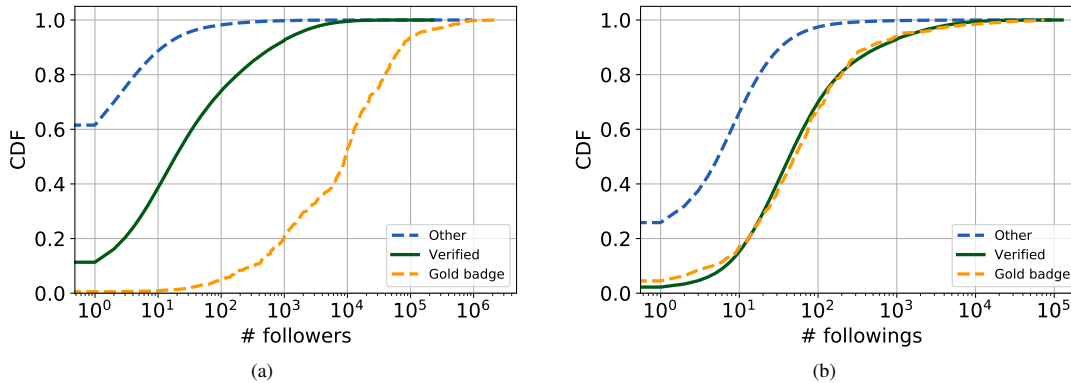 1.0
0.8
0.6
0.4
0.2
0.0
CDF
Other
Verified
Gold badge
10^0 10^1 10^2 10^3 10^4 10^5 10^6
# followers
(a)
1.0
0.8
0.6
0.4
0.2
0.0
CDF
Other
Verified
Gold badge
10^0 10^1 10^2 10^3 10^4 10^5
# followings
(b)